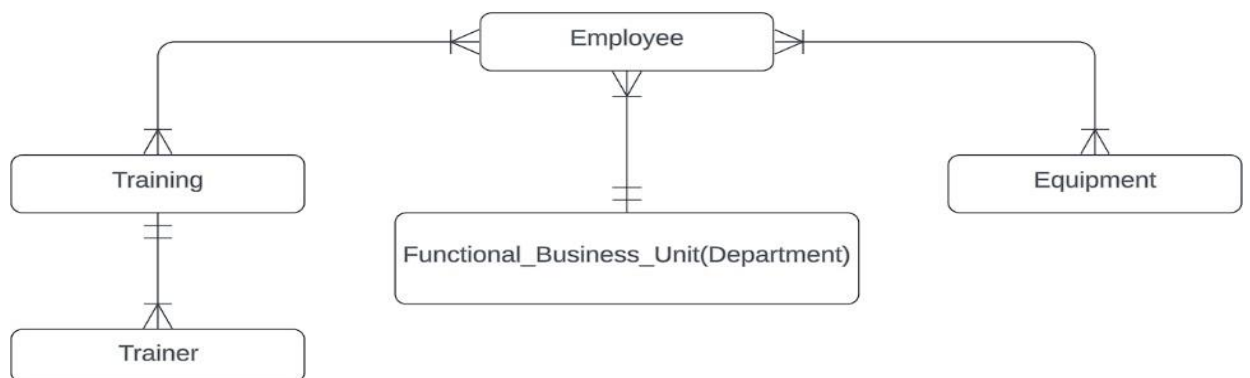 Employee
Training
Equipment
Functional_Business_Unit(Department)
Trainer